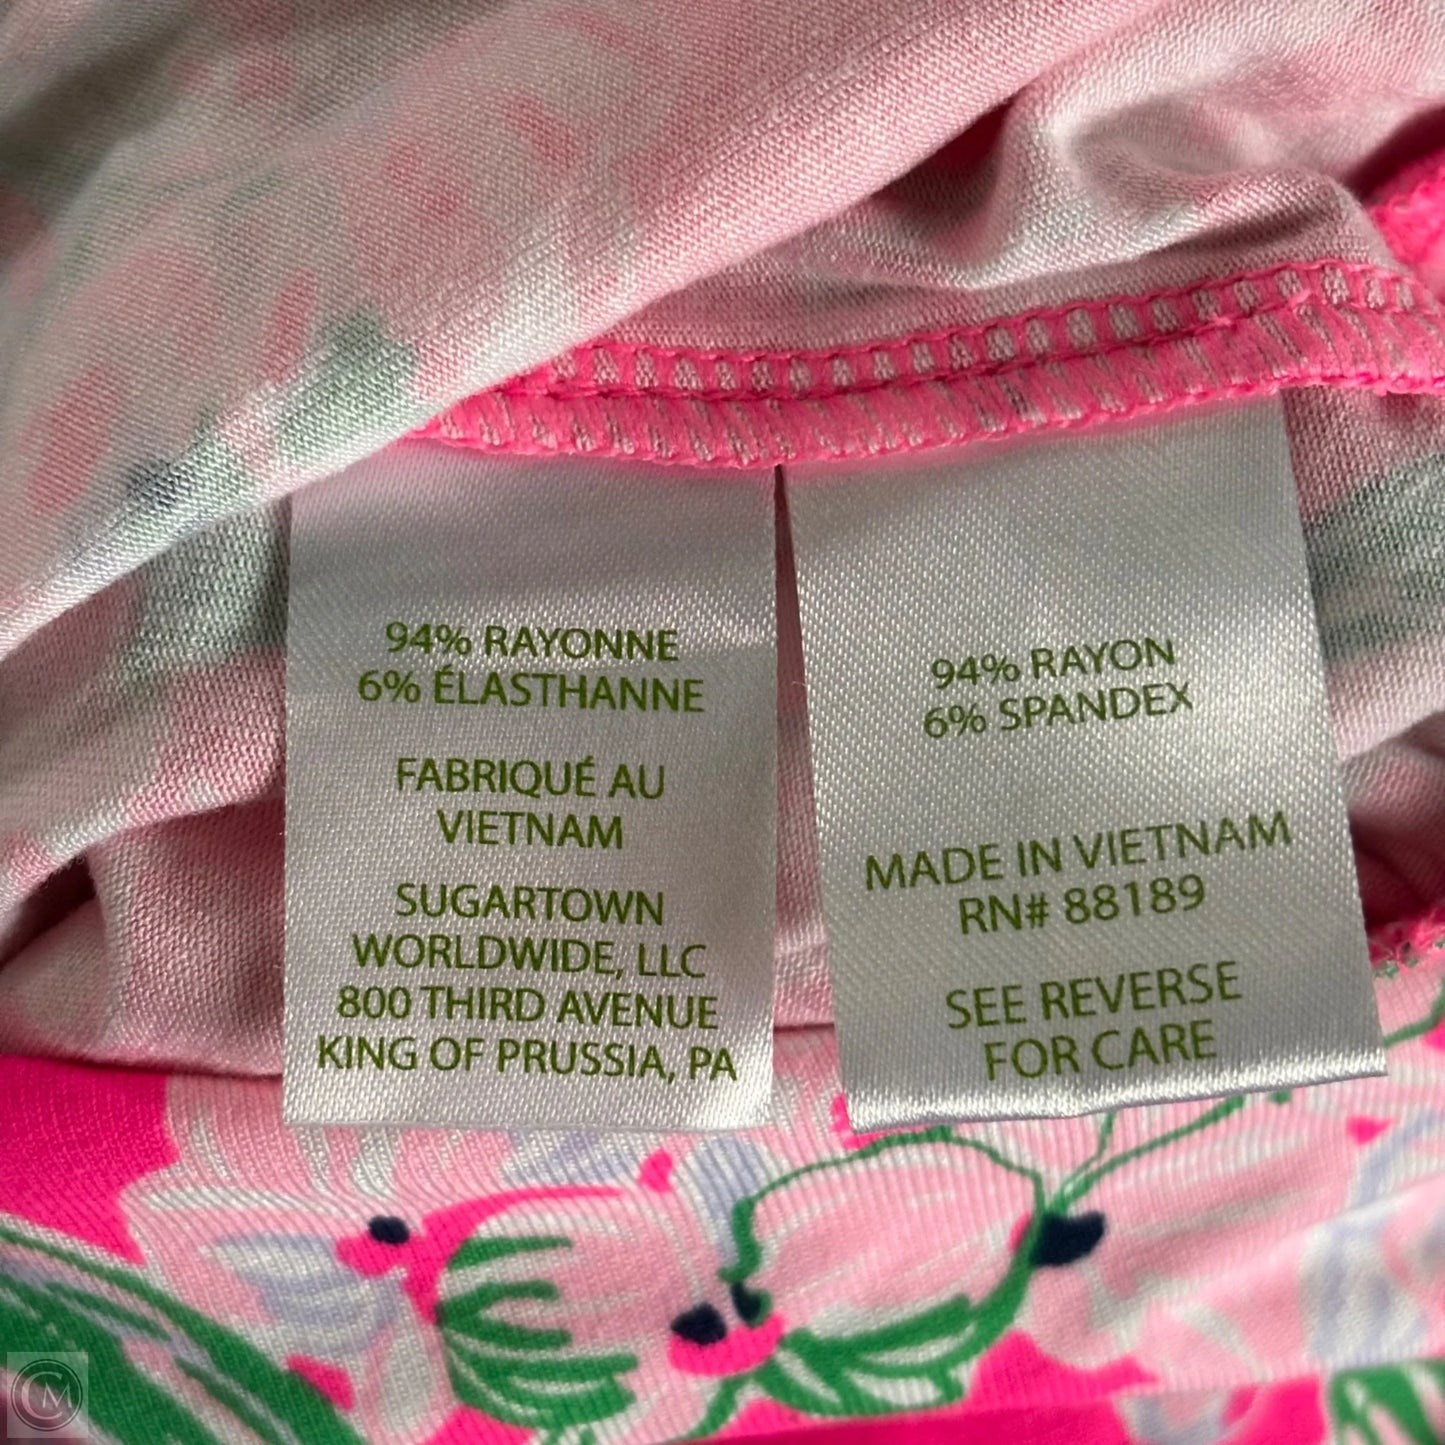 94% RAYONNE
6% ÉLASTHANNE
FABRIQUÉ AU
VIETNAM
SUGARTOWN
WORLDWIDE, LLC
800 THIRD AVENUE
KING OF PRUSSIA, PA
94% RAYON
6% SPANDEX
MADE IN VIETNAM
RN# 88189
SEE REVERSE
FOR CARE
CM